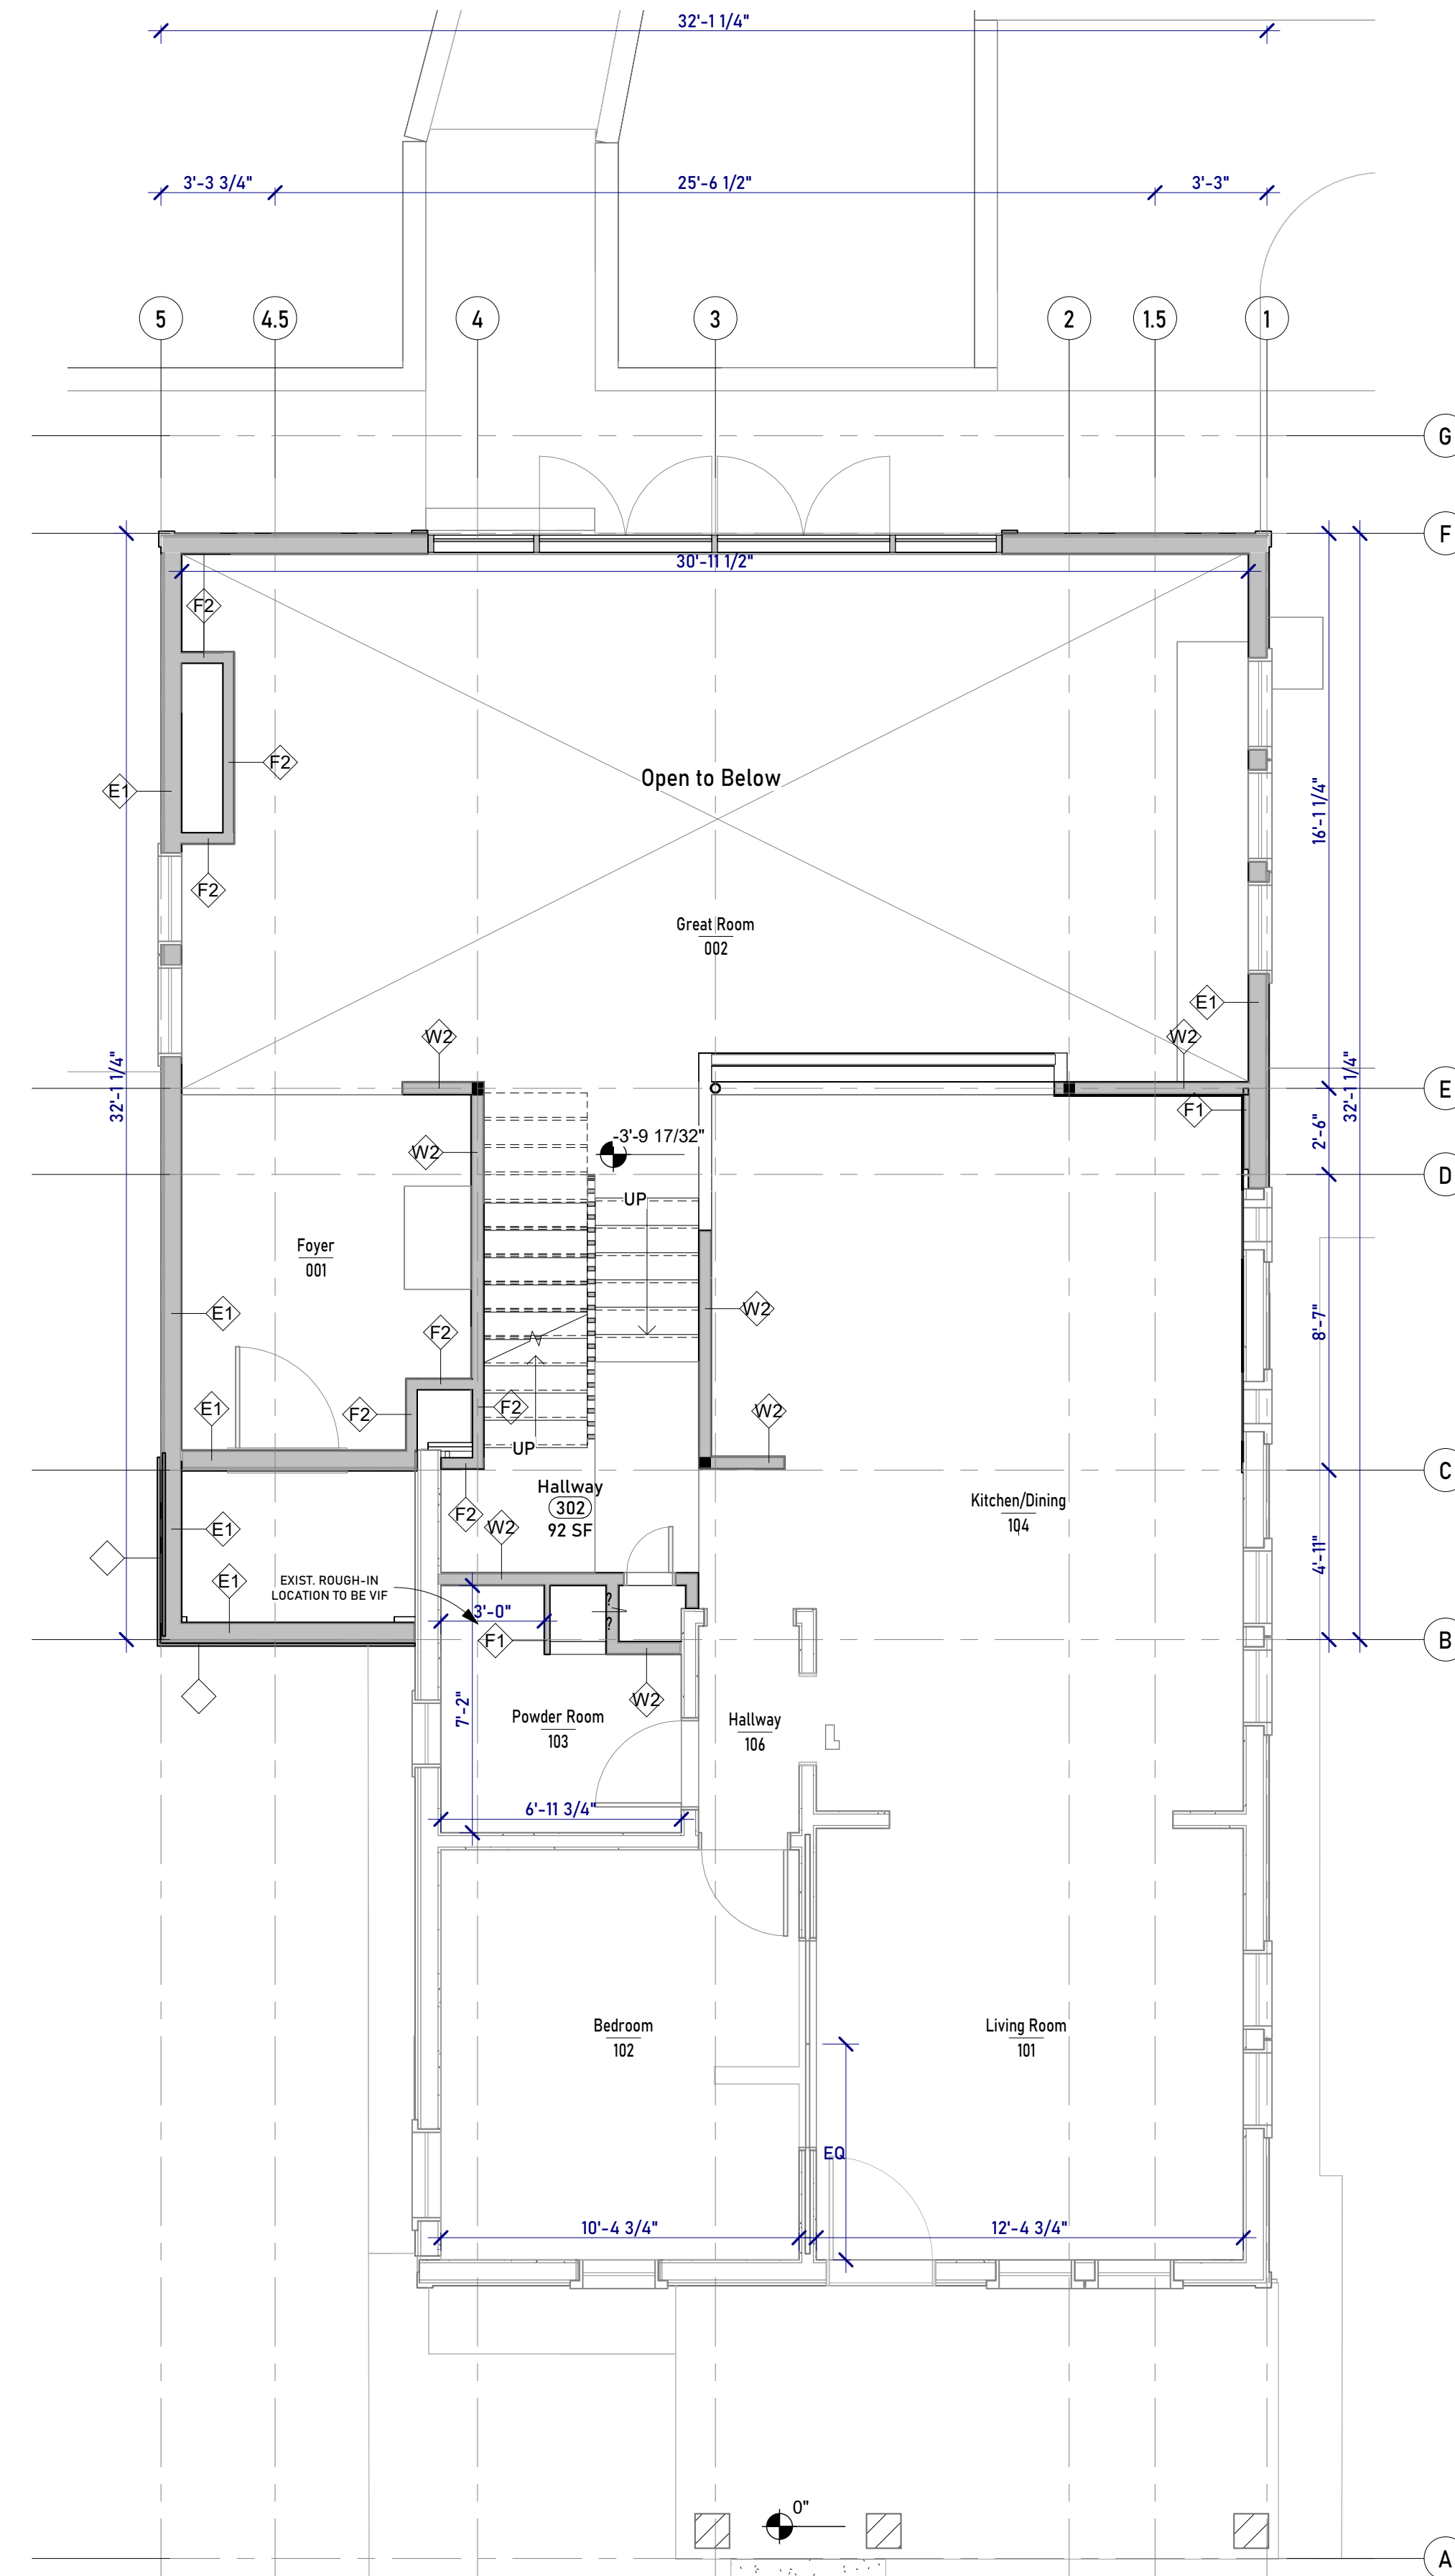 32'-1 1/4"
3'-3 3/4"
25'-6 1/2"
3'-3"
5
4.5
4
3
2
1.5
1
G
F
30'-11 1/2"
F2
F2
Open to Below
E1
16'-1 1/4"
F2
Great Room
002
E1
W2
W2
32'-1 1/4"
32'-1 1/4"
E
F1
-3'-9 17/32"
2'-6"
W2
D
UP
Foyer
001
E1
W2
8'-7"
F2
E1
F2
F2
W2
UP
C
Hallway
302
92 SF
F2
W2
Kitchen/Dining
104
E1
4'-11"
E1
EXIST. ROUGH-IN
LOCATION TO BE VIF
?
3'-0"
?
F1
B
W2
7'-2"
Powder Room
103
Hallway
106
6'-11 3/4"
Bedroom
102
Living Room
101
EQ
10'-4 3/4"
12'-4 3/4"
0"
A